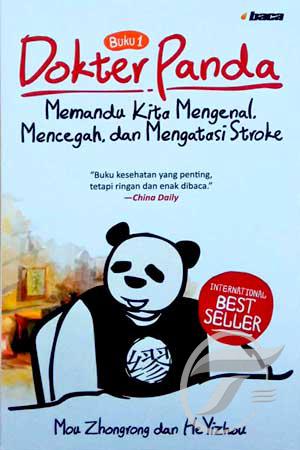 baca
Buku 1
Dokter Panda
Memandu Kita Mengenal,
Mencegah, dan Mengatasi Stroke
"Buku kesehatan yang penting,
tetapi ringan dan enak dibaca."
—China Daily
INTERNATIONAL
BEST
SELLER
Mou Zhongrong dan He Yizhou